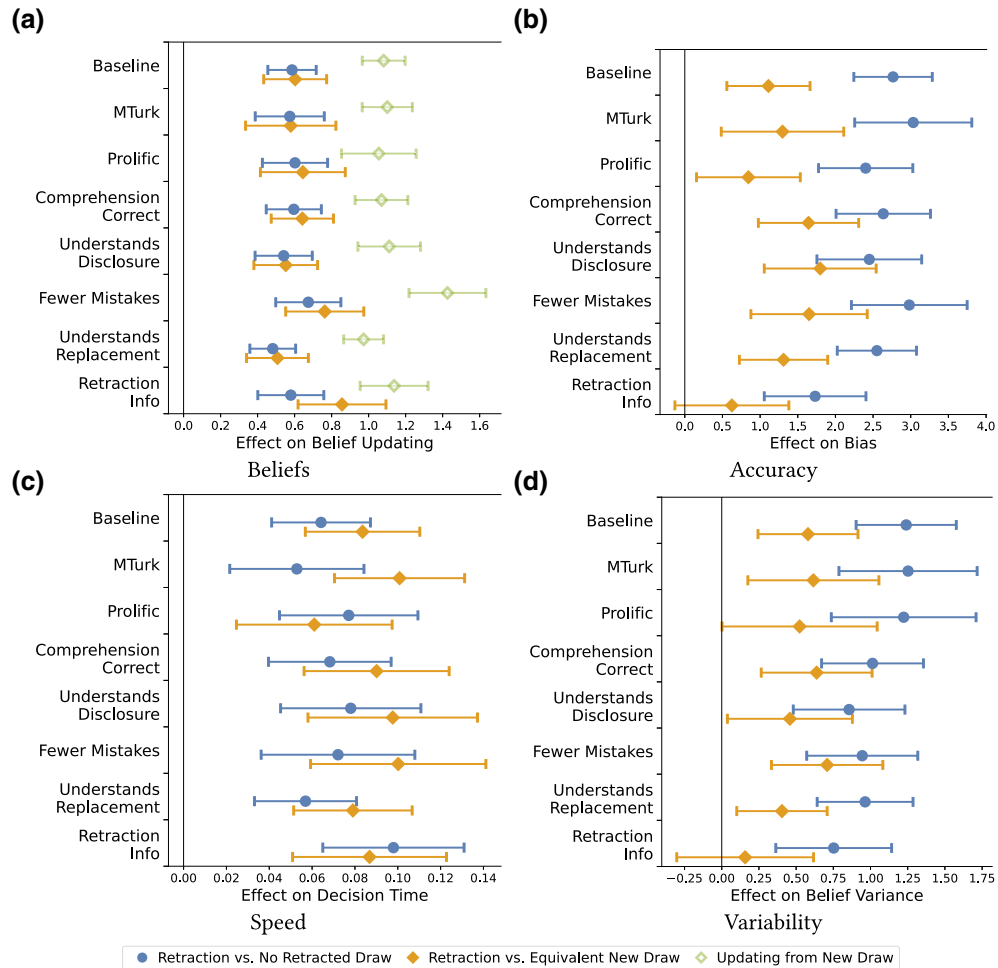 (a)
Baseline
MTurk
Prolific
Comprehension
Correct
Understands
Disclosure
Fewer Mistakes
Understands
Replacement
Retraction
Info
0.0 0.2 0.4 0.6 0.8 1.0 1.2 1.4 1.6
Effect on Belief Updating
Beliefs
(b)
Baseline
MTurk
Prolific
Comprehension
Correct
Understands
Disclosure
Fewer Mistakes
Understands
Replacement
Retraction
Info
0.0 0.5 1.0 1.5 2.0 2.5 3.0 3.5 4.0
Effect on Bias
Accuracy
(c)
Baseline
MTurk
Prolific
Comprehension
Correct
Understands
Disclosure
Fewer Mistakes
Understands
Replacement
Retraction
Info
0.00 0.02 0.04 0.06 0.08 0.10 0.12 0.14
Effect on Decision Time
Speed
(d)
Baseline
MTurk
Prolific
Comprehension
Correct
Understands
Disclosure
Fewer Mistakes
Understands
Replacement
Retraction
Info
−0.25 0.00 0.25 0.50 0.75 1.00 1.25 1.50 1.75
Effect on Belief Variance
Variability
Retraction vs. No Retracted Draw Retraction vs. Equivalent New Draw Updating from New Draw